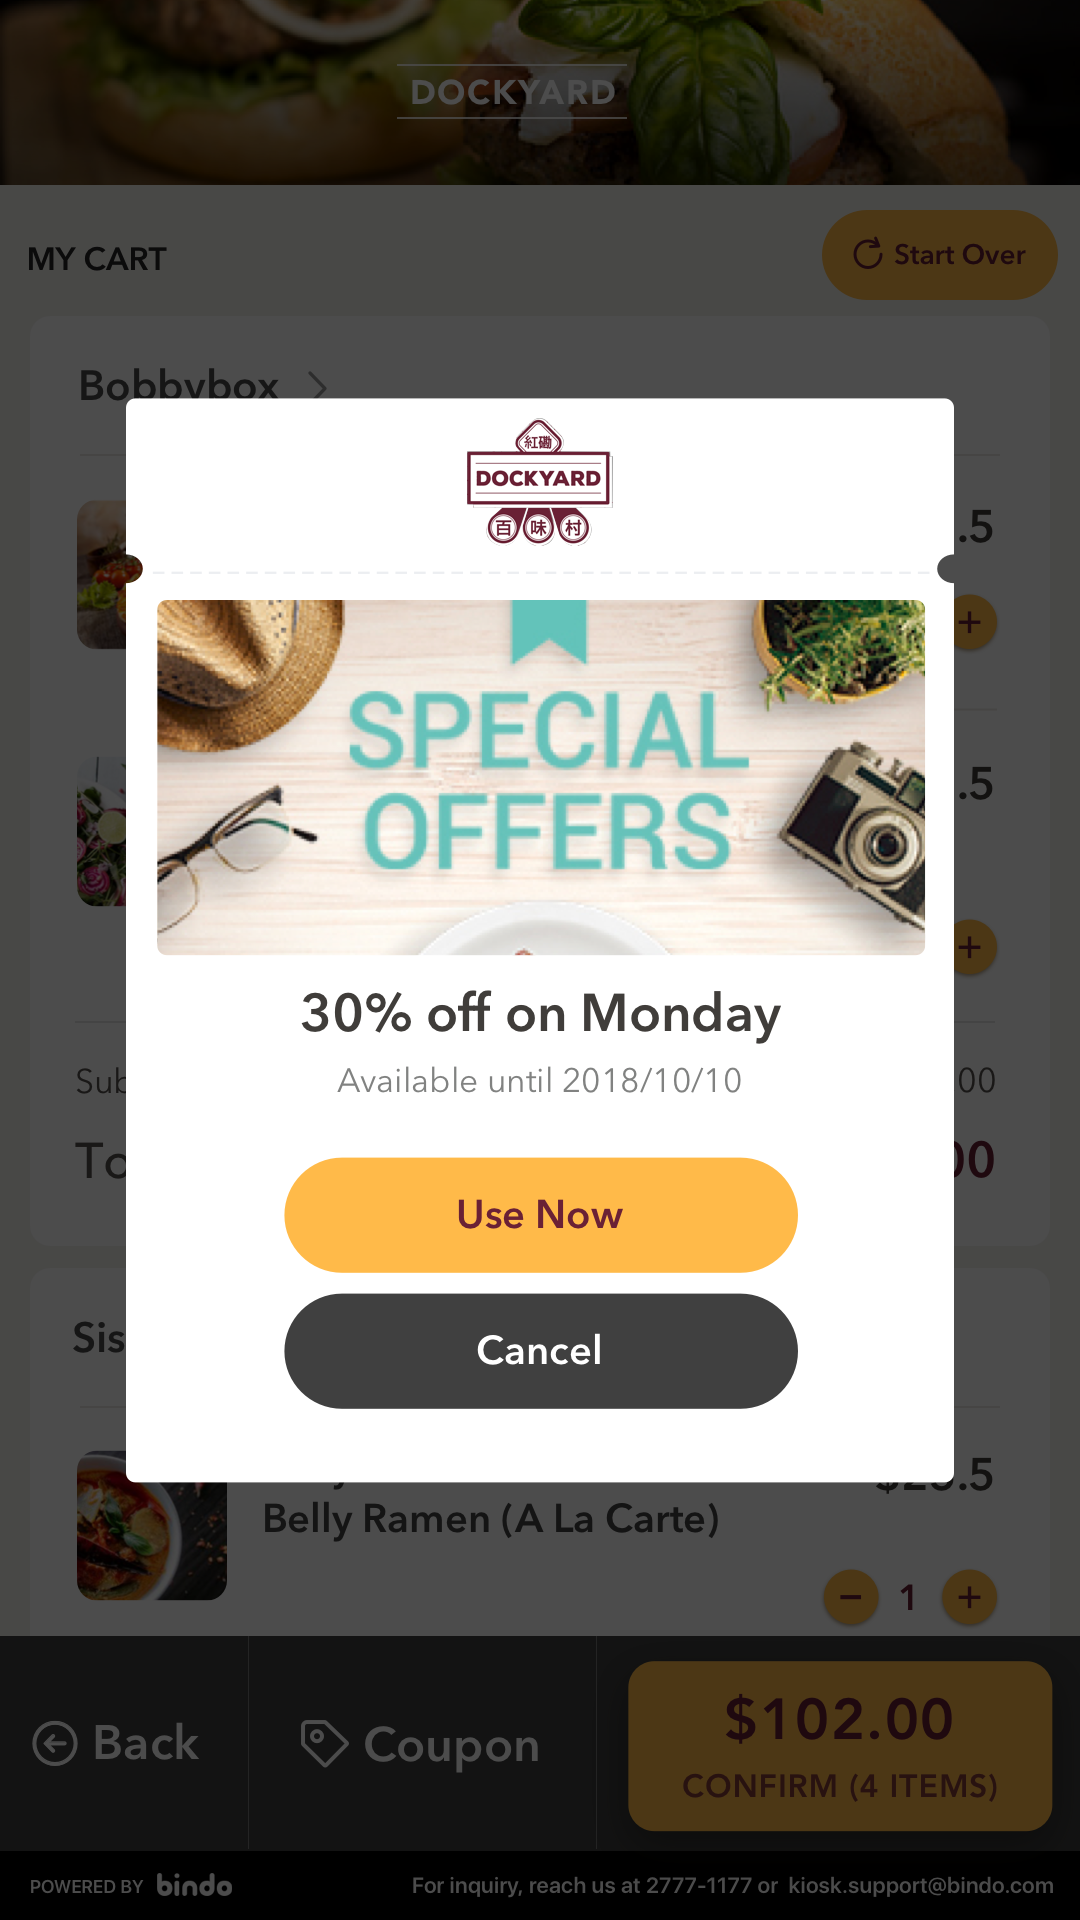 DOCKYARD
MY CART
Start Over
Bobbybox
紅磡
DOCKYARD
百味村
.5
+
SPECIAL
OFFERS
.5
+
30% off on Monday
Available until 2018/10/10
Sub
00
To
00
Use Now
Cancel
Sis
.5
Belly Ramen (A La Carte)
− 1 +
Back
Coupon
$102.00
CONFIRM (4 ITEMS)
POWERED BY bindo
For inquiry, reach us at 2777-1177 or kiosk.support@bindo.com